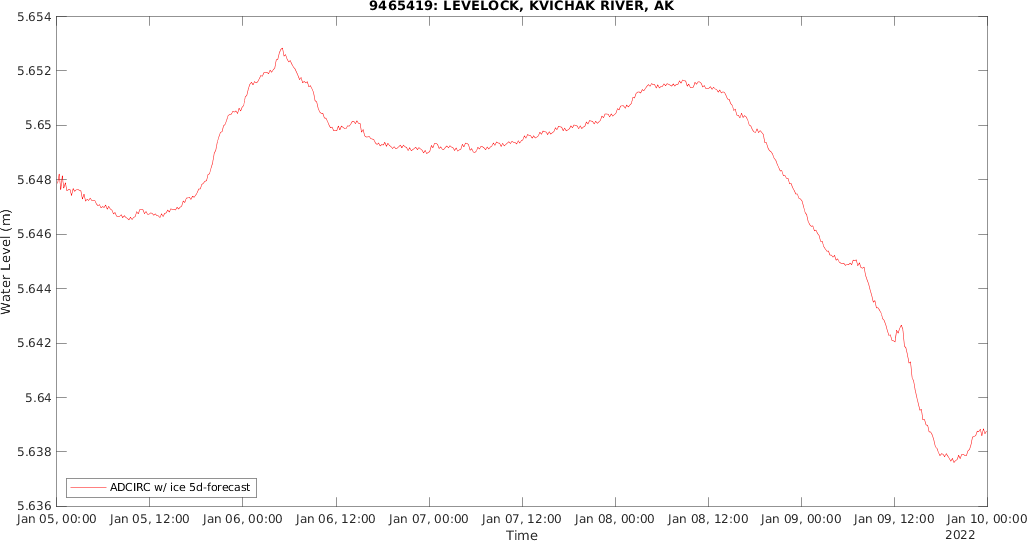 9465419: LEVELOCK, KVICHAK RIVER, AK
5.654
5.652
5.65
5.648
5.646
5.644
5.642
5.64
5.638
5.636
Water Level (m)
ADCIRC w/ ice 5d-forecast
Jan 05, 00:00 Jan 05, 12:00 Jan 06, 00:00 Jan 06, 12:00 Jan 07, 00:00 Jan 07, 12:00 Jan 08, 00:00 Jan 08, 12:00 Jan 09, 00:00 Jan 09, 12:00 Jan 10, 00:00
Time
2022